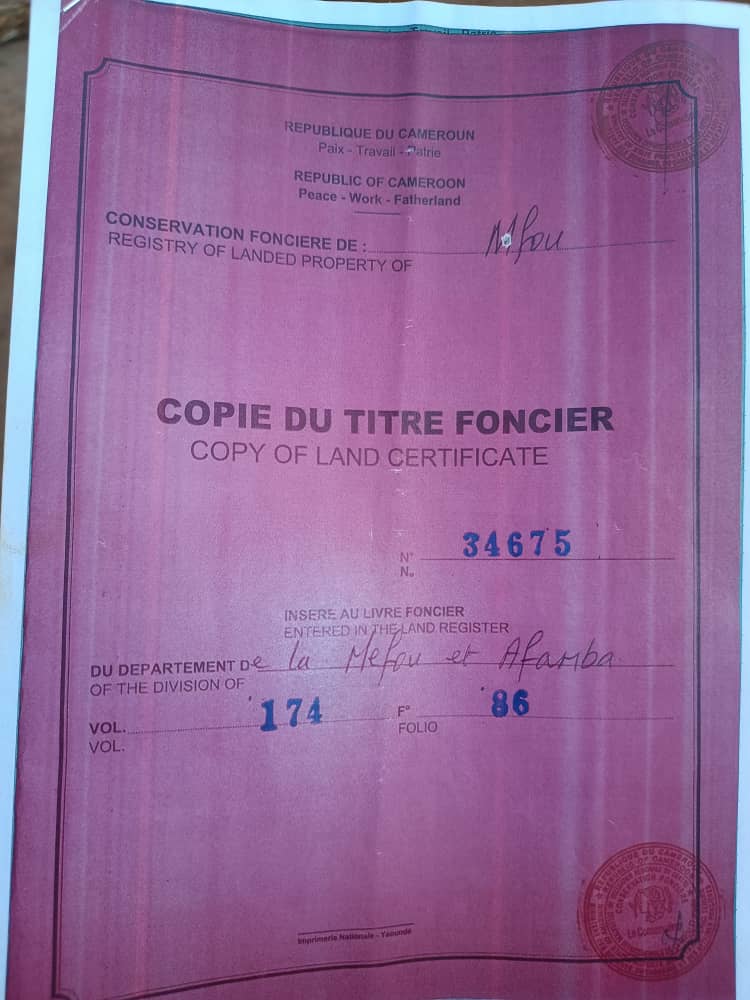 REPUBLIQUE DU CAMEROUN
Paix - Travail - Patrie
REPUBLIC OF CAMEROON
Peace - Work - Fatherland
CONSERVATION FONCIERE DE : Mfou
REGISTRY OF LANDED PROPERTY OF
COPIE DU TITRE FONCIER
COPY OF LAND CERTIFICATE
N° 34675
No.
INSERE AU LIVRE FONCIER
ENTERED IN THE LAND REGISTER
DU DEPARTEMENT De la Mefou et Afamba
OF THE DIVISION OF
VOL. 174 F° 86
VOL. FOLIO
Imprimerie Nationale - Yaoundé